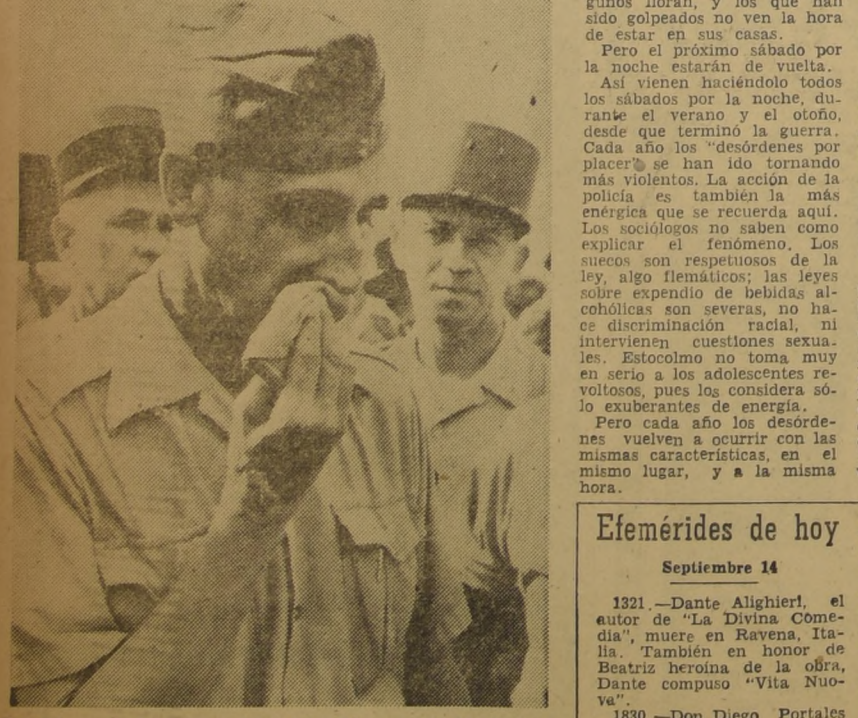 gunos lloran, y los que han
sido golpeados no ven la hora
de estar en sus casas.
Pero el próximo sábado por
la noche estarán de vuelta.
Así vienen haciéndolo todos
los sábados por la noche, du-
rante el verano y el otoño,
desde que terminó la guerra.
Cada año los "desórdenes por
placer" se han ido tornando
más violentos. La acción de la
policía es también la más
enérgica que se recuerda aquí.
Los sociólogos no saben como
explicar el fenómeno. Los
suecos son respetuosos de la
ley, algo flemáticos; las leyes
sobre expendio de bebidas al-
cohólicas son severas, no ha-
ce discriminación racial, ni
intervienen cuestiones sexua-
les. Estocolmo no toma muy
en serio a los adolescentes re-
voltosos, pues los considera só-
lo exuberantes de energía.
Pero cada año los desórde-
nes vuelven a ocurrir con las
mismas características, en el
mismo lugar, y a la misma
hora.
Efemérides de hoy
Septiembre 14
1321.—Dante Alighieri, el
autor de "La Divina Come-
dia", muere en Ravena, Ita-
lia. También en honor de
Beatriz heroína de la obra,
Dante compuso "Vita Nuo-
va".
1830.—Don Diego Portales